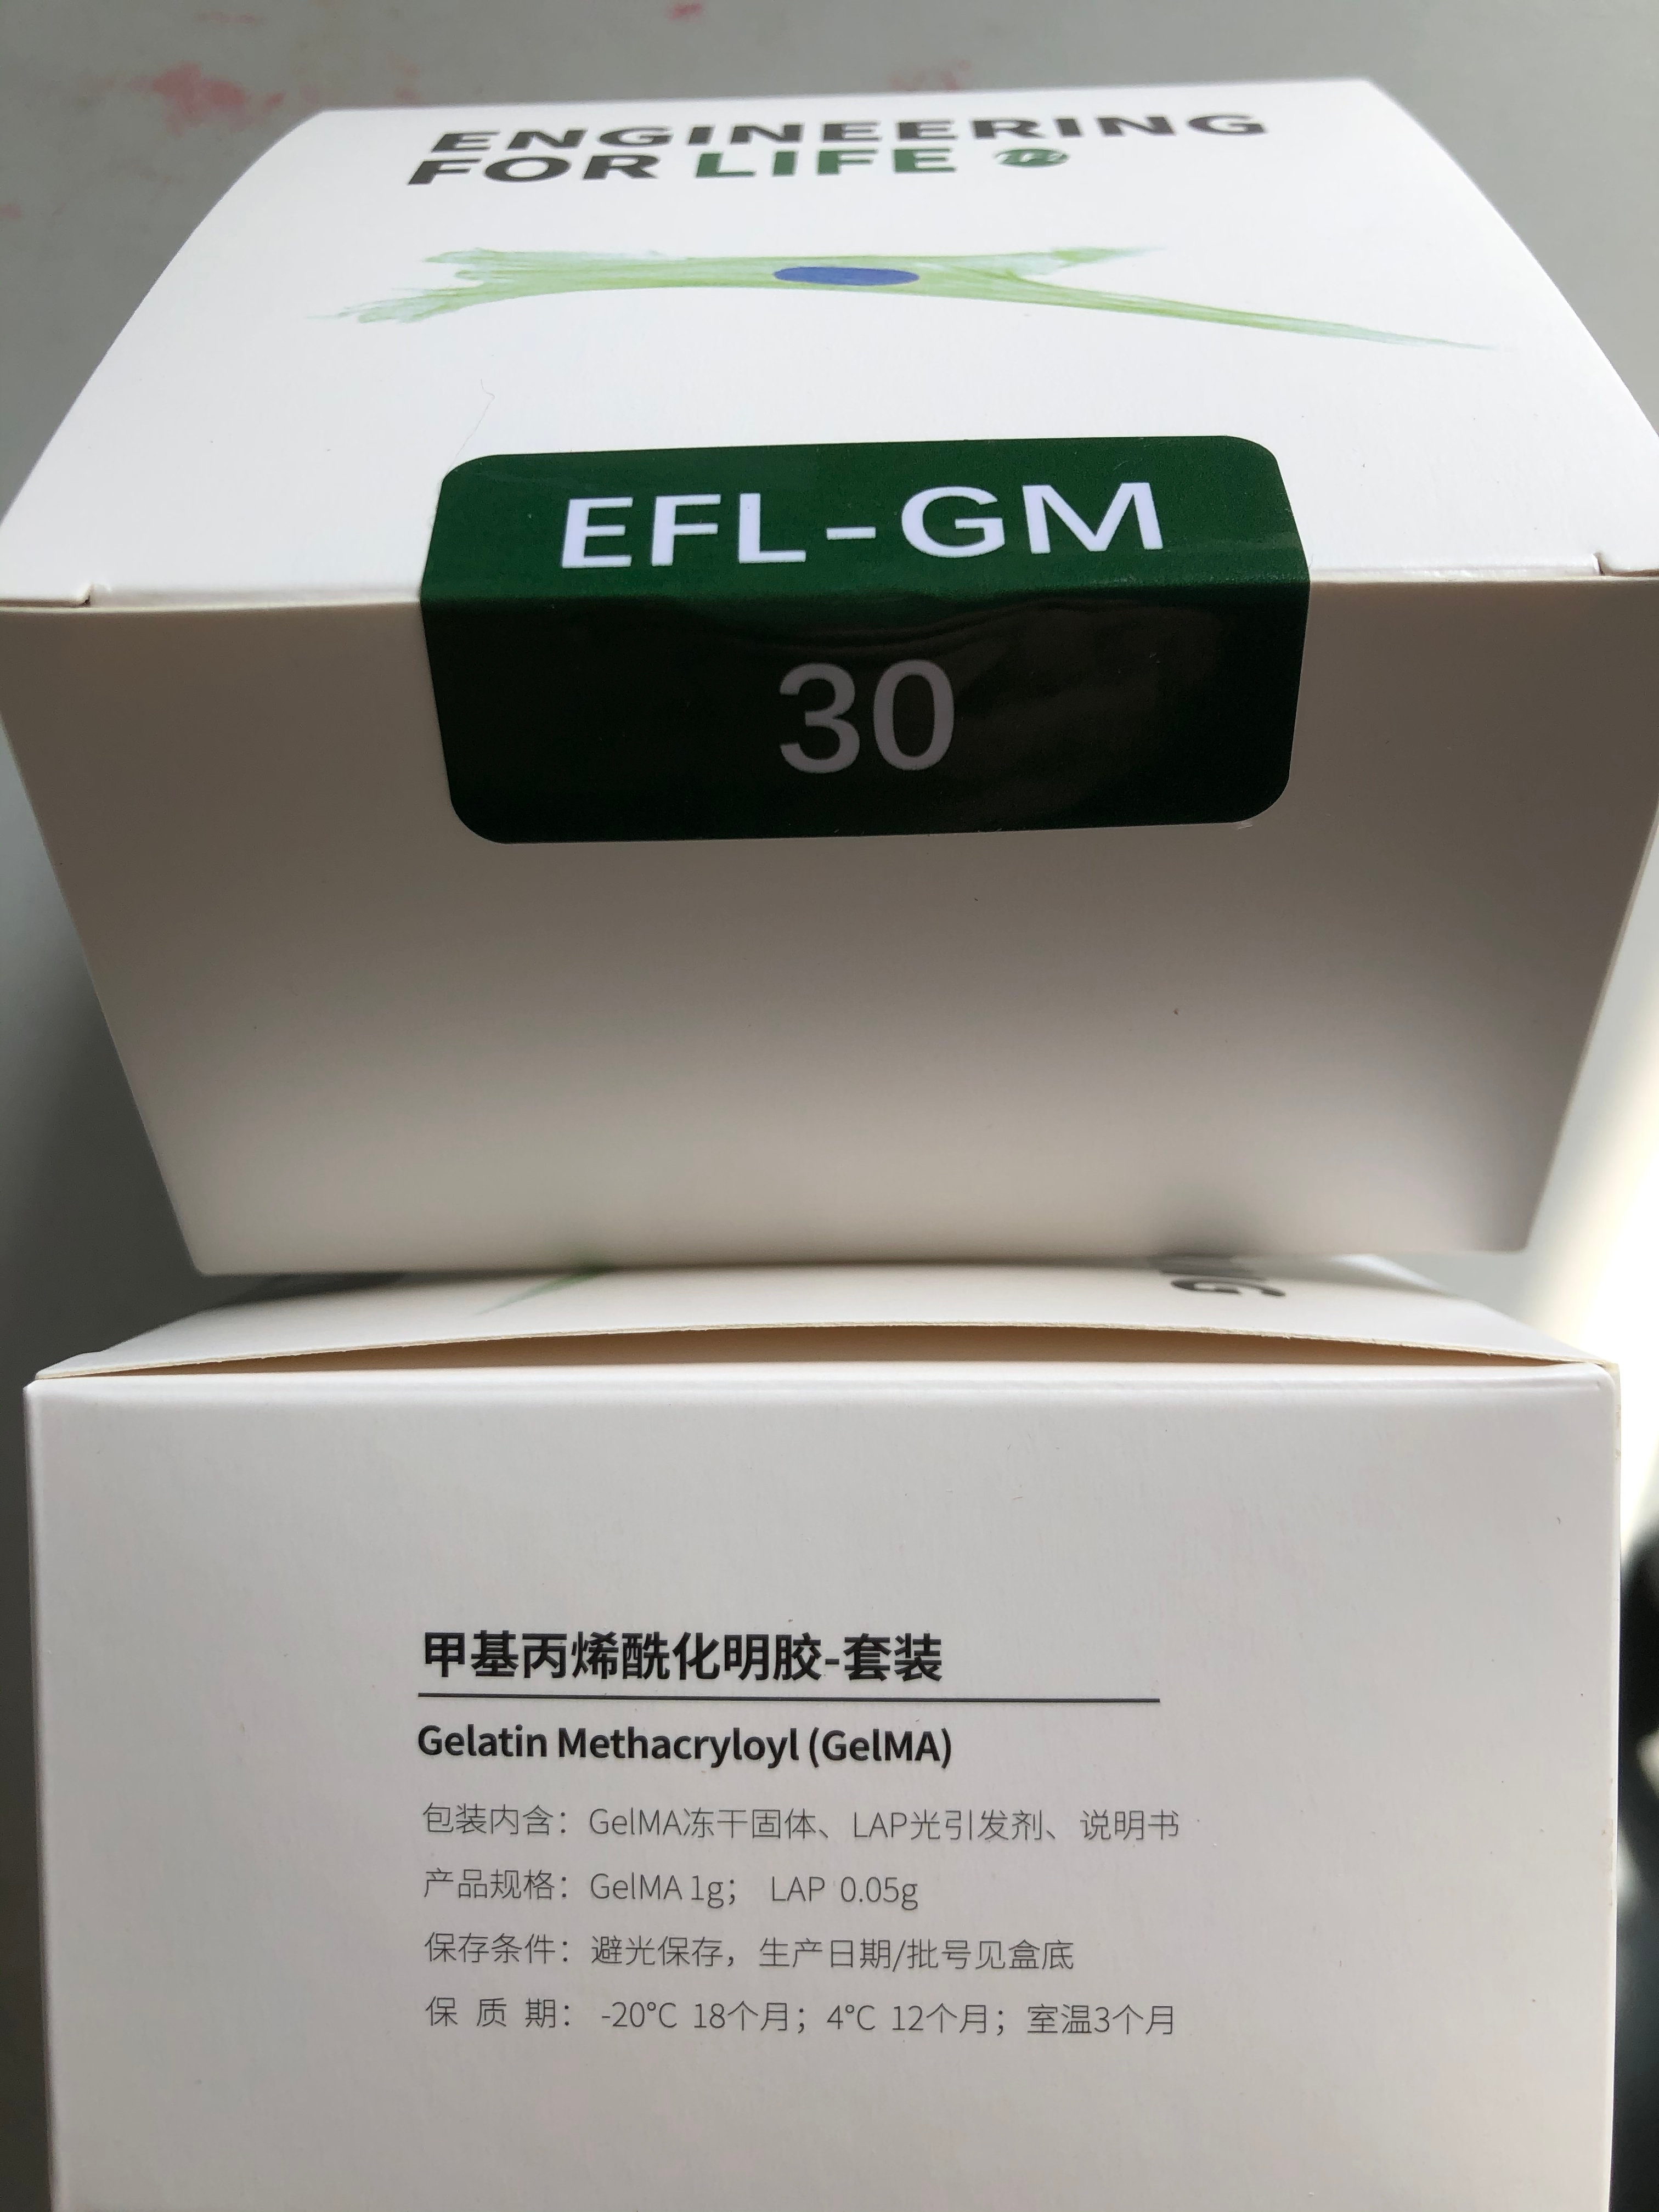 ENGINEERING
FOR LIFE
EFL-GM
30
甲基丙烯酰化明胶-套装
Gelatin Methacryloyl (GelMA)
包装内含：GelMA冻干固体、LAP光引发剂、说明书
产品规格：GelMA 1g； LAP 0.05g
保存条件：避光保存，生产日期/批号见盒底
保 质 期： -20°C 18个月；4°C 12个月；室温3个月